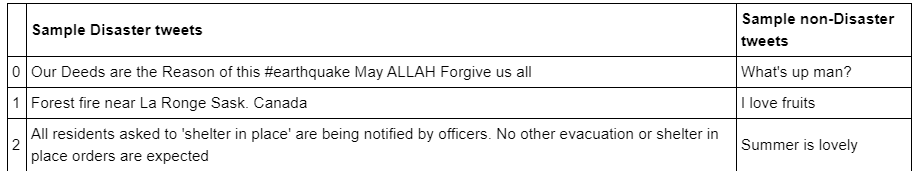 Sample Disaster tweets
Sample non-Disaster
tweets
0 Our Deeds are the Reason of this #earthquake May ALLAH Forgive us all
What's up man?
1 Forest fire near La Ronge Sask. Canada
I love fruits
2 All residents asked to 'shelter in place' are being notified by officers. No other evacuation or shelter in
place orders are expected
Summer is lovely